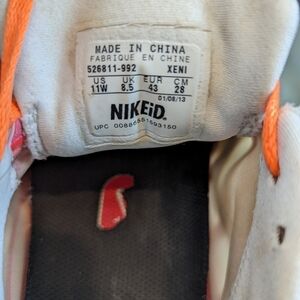 MADE IN CHINA
FABRIQUE EN CHINE
526811-992 XENI
US UK EUR CM
11W 8.5 43 28
01/08/13
NIKEiD.
UPC